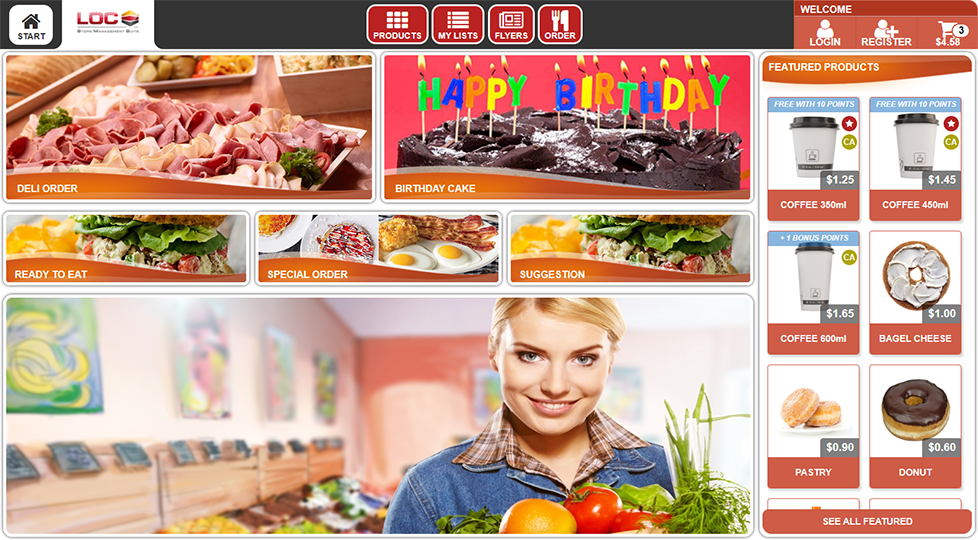 START
LOC
STORE MANAGEMENT SUITE
PRODUCTS
MY LISTS
FLYERS
ORDER
WELCOME
LOGIN
REGISTER
3
$4.58
DELI ORDER
HAPPY BIRTHDAY
BIRTHDAY CAKE
READY TO EAT
SPECIAL ORDER
SUGGESTION
FEATURED PRODUCTS
FREE WITH 10 POINTS
CA
$1.25
COFFEE 350ml
FREE WITH 10 POINTS
CA
$1.45
COFFEE 450ml
+ 1 BONUS POINTS
CA
$1.65
COFFEE 600ml
$1.00
BAGEL CHEESE
$0.90
PASTRY
$0.60
DONUT
SEE ALL FEATURED